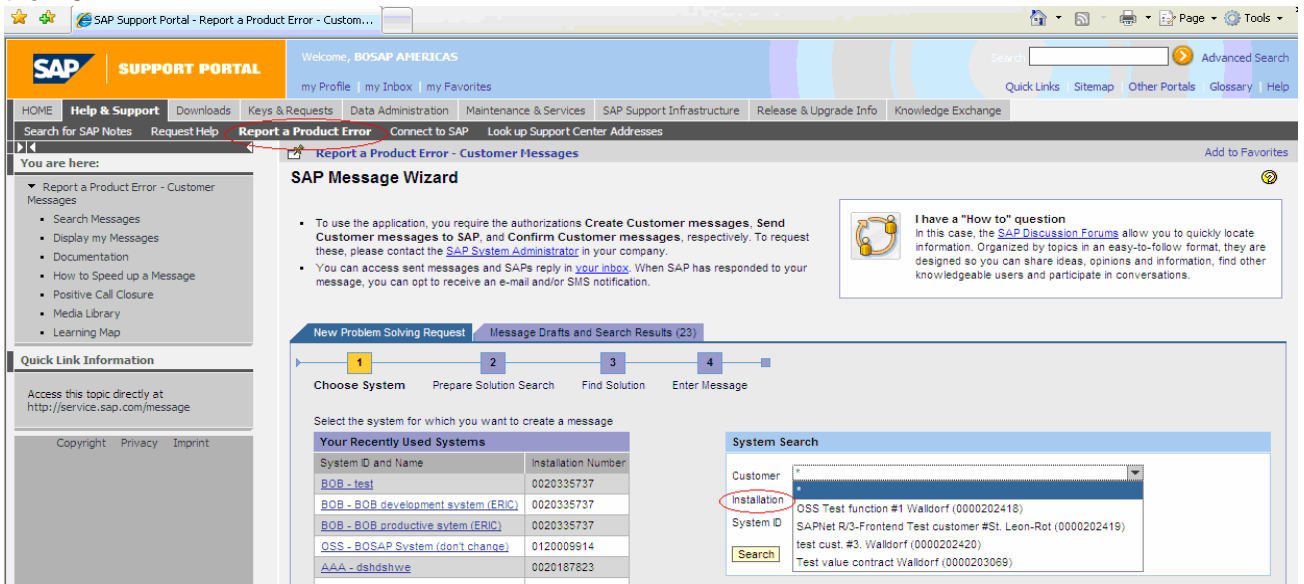 SAP Support Portal - Report a Product Error - Custom...
Page Tools
SAP SUPPORT PORTAL
Welcome, BOSAP AMERICAS
Search Advanced Search
my Profile | my Inbox | my Favorites
Quick Links | Sitemap | Other Portals | Glossary | Help
HOME Help & Support Downloads Keys & Requests Data Administration Maintenance & Services SAP Support Infrastructure Release & Upgrade Info Knowledge Exchange
Search for SAP Notes Request Help Report a Product Error Connect to SAP Look up Support Center Addresses
You are here:
Report a Product Error - Customer
Messages
Search Messages
Display my Messages
Documentation
How to Speed up a Message
Positive Call Closure
Media Library
Learning Map
Quick Link Information
Access this topic directly at
http://service.sap.com/message
Copyright Privacy Imprint
Report a Product Error - Customer Messages
Add to Favorites
SAP Message Wizard
To use the application, you require the authorizations Create Customer messages, Send
Customer messages to SAP, and Confirm Customer messages, respectively. To request
these, please contact the SAP System Administrator in your company.
You can access sent messages and SAPs reply in your inbox. When SAP has responded to your
message, you can opt to receive an e-mail and/or SMS notification.
I have a "How to" question
In this case, the SAP Discussion Forums allow you to quickly locate
information. Organized by topics in an easy-to-follow format, they are
designed so you can share ideas, opinions and information, find other
knowledgeable users and participate in conversations.
New Problem Solving Request Message Drafts and Search Results (23)
1 2 3 4
Choose System Prepare Solution Search Find Solution Enter Message
Select the system for which you want to create a message
Your Recently Used Systems
System ID and Name Installation Number
BOB - test 0020335737
BOB - BOB development system (ERIC) 0020335737
BOB - BOB productive sytem (ERIC) 0020335737
OSS - BOSAP System (don't change) 0120009914
AAA - dshdshwe 0020187823
System Search
Customer *
*
Installation
OSS Test function #1 Walldorf (0000202418)
System ID
SAPNet R/3-Frontend Test customer #St. Leon-Rot (0000202419)
test cust. #3. Walldorf (0000202420)
Search
Test value contract Walldorf (0000203069)